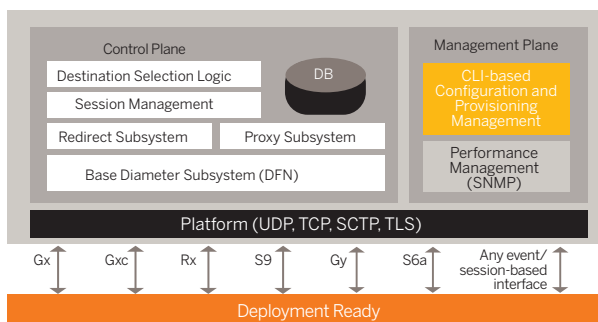 Control Plane
Destination Selection Logic
Session Management
DB
Redirect Subsystem
Proxy Subsystem
Base Diameter Subsystem (DFN)
Management Plane
CLI-based
Configuration and
Provisioning
Management
Performance
Management
(SNMP)
Platform (UDP, TCP, SCTP, TLS)
Gx
Gxc
Rx
S9
Gy
S6a
Any event/
session-based
interface
Deployment Ready